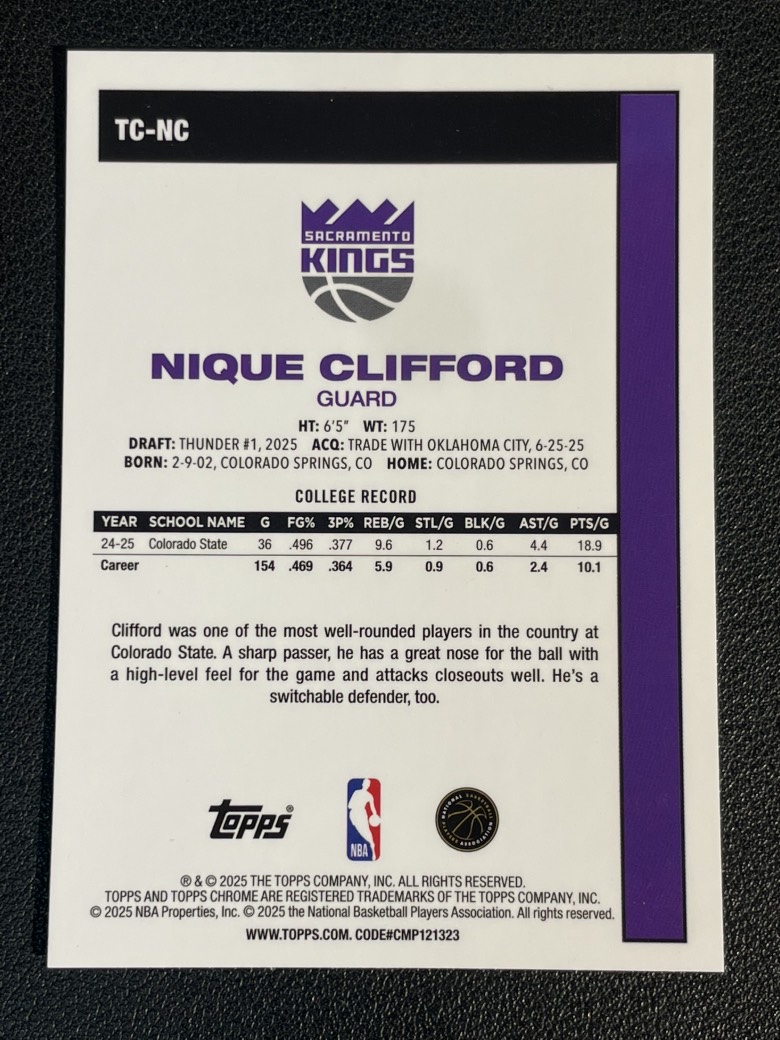 TC-NC
SACRAMENTO
KINGS
NIQUE CLIFFORD
GUARD
HT: 6'5" WT: 175
DRAFT: THUNDER #1, 2025 ACQ: TRADE WITH OKLAHOMA CITY, 6-25-25
BORN: 2-9-02, COLORADO SPRINGS, CO HOME: COLORADO SPRINGS, CO
COLLEGE RECORD
YEAR SCHOOL NAME G FG% 3P% REB/G STL/G BLK/G AST/G PTS/G
24-25 Colorado State 36 .496 .377 9.6 1.2 0.6 4.4 18.9
Career 154 .469 .364 5.9 0.9 0.6 2.4 10.1
Clifford was one of the most well-rounded players in the country at
Colorado State. A sharp passer, he has a great nose for the ball with
a high-level feel for the game and attacks closeouts well. He's a
switchable defender, too.
Topps®
NBA
NATIONAL BASKETBALL PLAYERS ASSOCIATION
® & © 2025 THE TOPPS COMPANY, INC. ALL RIGHTS RESERVED.
TOPPS AND TOPPS CHROME ARE REGISTERED TRADEMARKS OF THE TOPPS COMPANY, INC.
© 2025 NBA Properties, Inc. © 2025 the National Basketball Players Association. All rights reserved.
WWW.TOPPS.COM. CODE#CMP121323